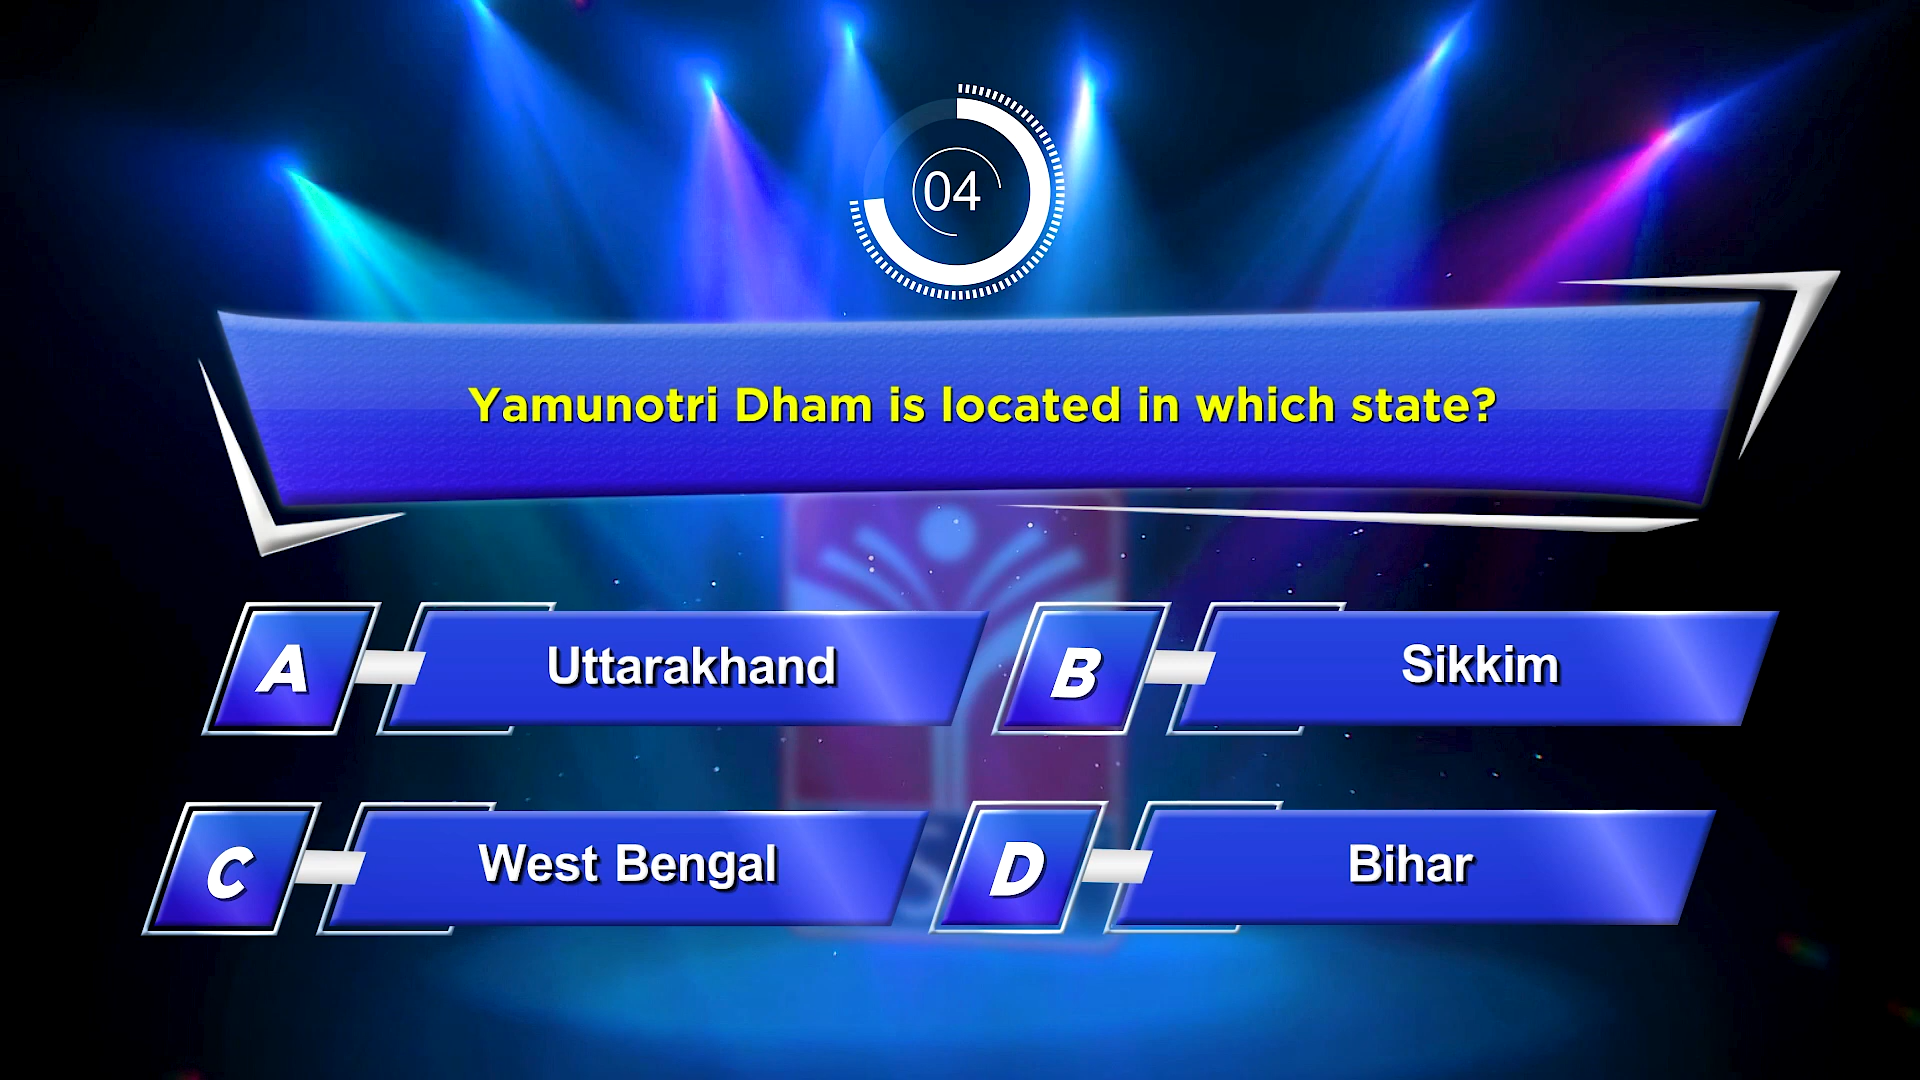 04
Yamunotri Dham is located in which state?
A Uttarakhand
B Sikkim
C West Bengal
D Bihar